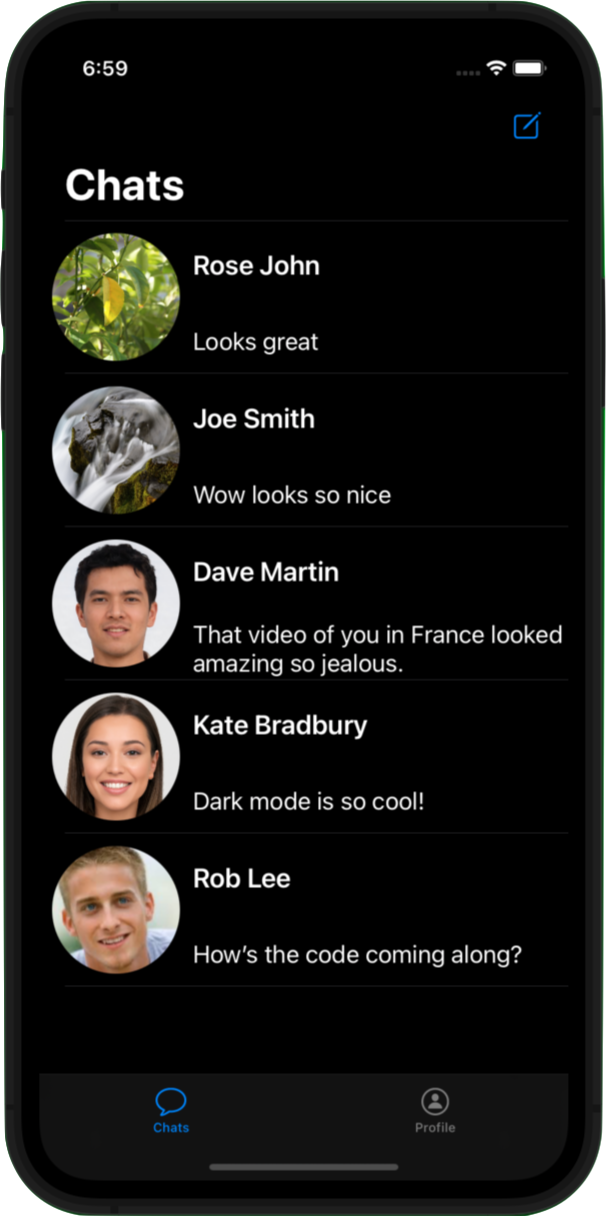 6:59
Chats
Rose John
Looks great
Joe Smith
Wow looks so nice
Dave Martin
That video of you in France looked
amazing so jealous.
Kate Bradbury
Dark mode is so cool!
Rob Lee
How’s the code coming along?
Chats
Profile